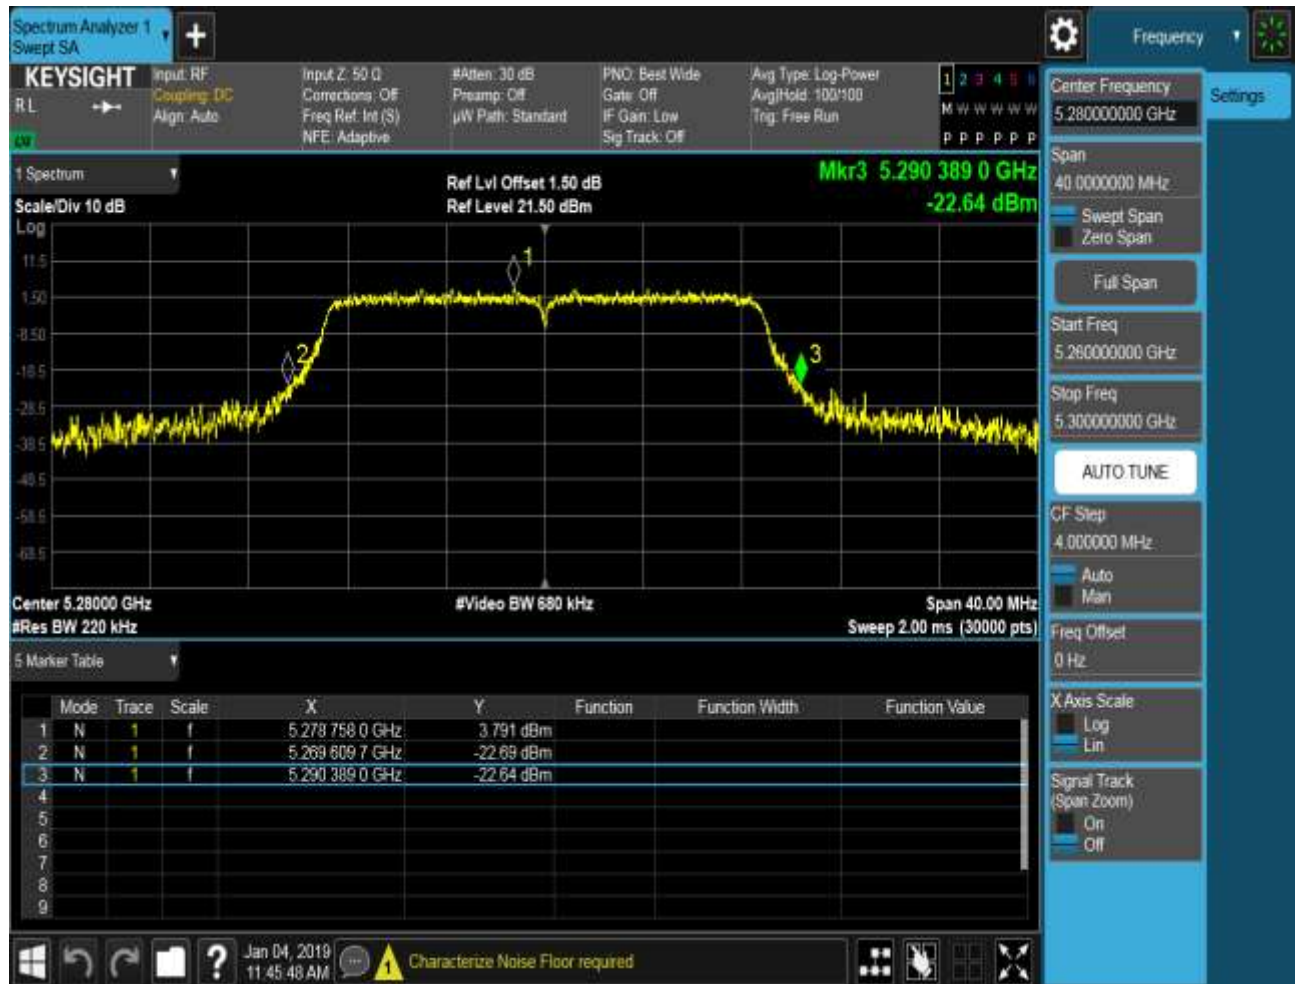 Spectrum Analyzer 1
Swept SA
Frequency
KEYSIGHT
RL
Input: RF
Coupling: DC
Align: Auto
Input Z: 50 Ω
Corrections: Off
Freq Ref: Int (S)
NFE: Adaptive
#Atten: 30 dB
Preamp: Off
µW Path: Standard
PNO: Best Wide
Gate: Off
IF Gain: Low
Sig Track: Off
Avg Type: Log-Power
Avg|Hold: 100/100
Trig: Free Run
1 2 3 4 5 6
M W W W W W
P P P P P P
1 Spectrum
Scale/Div 10 dB
Ref Lvl Offset 1.50 dB
Ref Level 21.50 dBm
Mkr3 5.290 389 0 GHz
-22.64 dBm
Log
11.5
1.50
-8.50
-18.5
-28.5
-38.5
-48.5
-58.5
-68.5
1
2
3
Center 5.28000 GHz
#Video BW 680 kHz
Span 40.00 MHz
#Res BW 220 kHz
Sweep 2.00 ms (30000 pts)
5 Marker Table
Mode Trace Scale X Y Function Function Width Function Value
1 N 1 f 5.278 758 0 GHz 3.791 dBm
2 N 1 f 5.269 609 7 GHz -22.69 dBm
3 N 1 f 5.290 389 0 GHz -22.64 dBm
4
5
6
7
8
9
Jan 04, 2019
11:45:48 AM
Characterize Noise Floor required
Center Frequency
5.280000000 GHz
Settings
Span
40.0000000 MHz
Swept Span
Zero Span
Full Span
Start Freq
5.260000000 GHz
Stop Freq
5.300000000 GHz
AUTO TUNE
CF Step
4.000000 MHz
Auto
Man
Freq Offset
0 Hz
X Axis Scale
Log
Lin
Signal Track
(Span Zoom)
On
Off